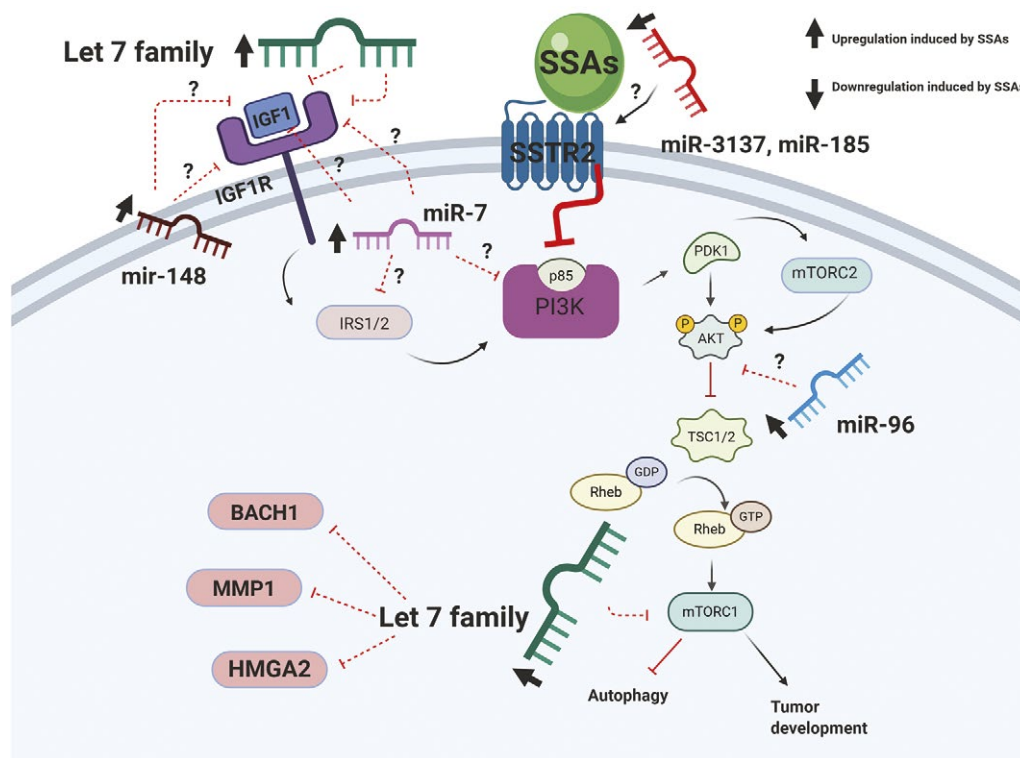 Let 7 family
SSAs
Upregulation induced by SSAs
Downregulation induced by SSAs
?
?
IGF1
?
?
?
SSTR2
miR-3137, miR-185
IGF1R
miR-7
mir-148
?
?
PDK1
mTORC2
p85
PI3K
IRS1/2
P
P
AKT
?
miR-96
TSC1/2
GDP
Rheb
GTP
Rheb
BACH1
MMP1
Let 7 family
HMGA2
mTORC1
Autophagy
Tumor
development